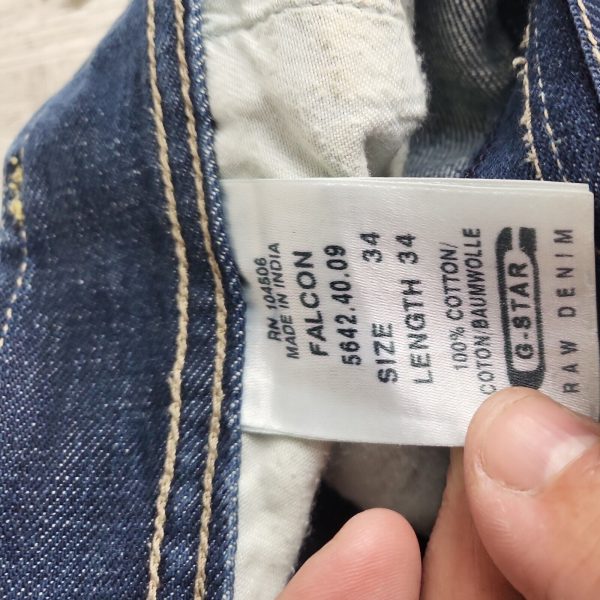 G-STAR
RAW DENIM
100% COTTON/
COTON BAUMWOLLE
LENGTH 34
SIZE 34
5642.40.09
FALCON
MADE IN INDIA
RN 104506